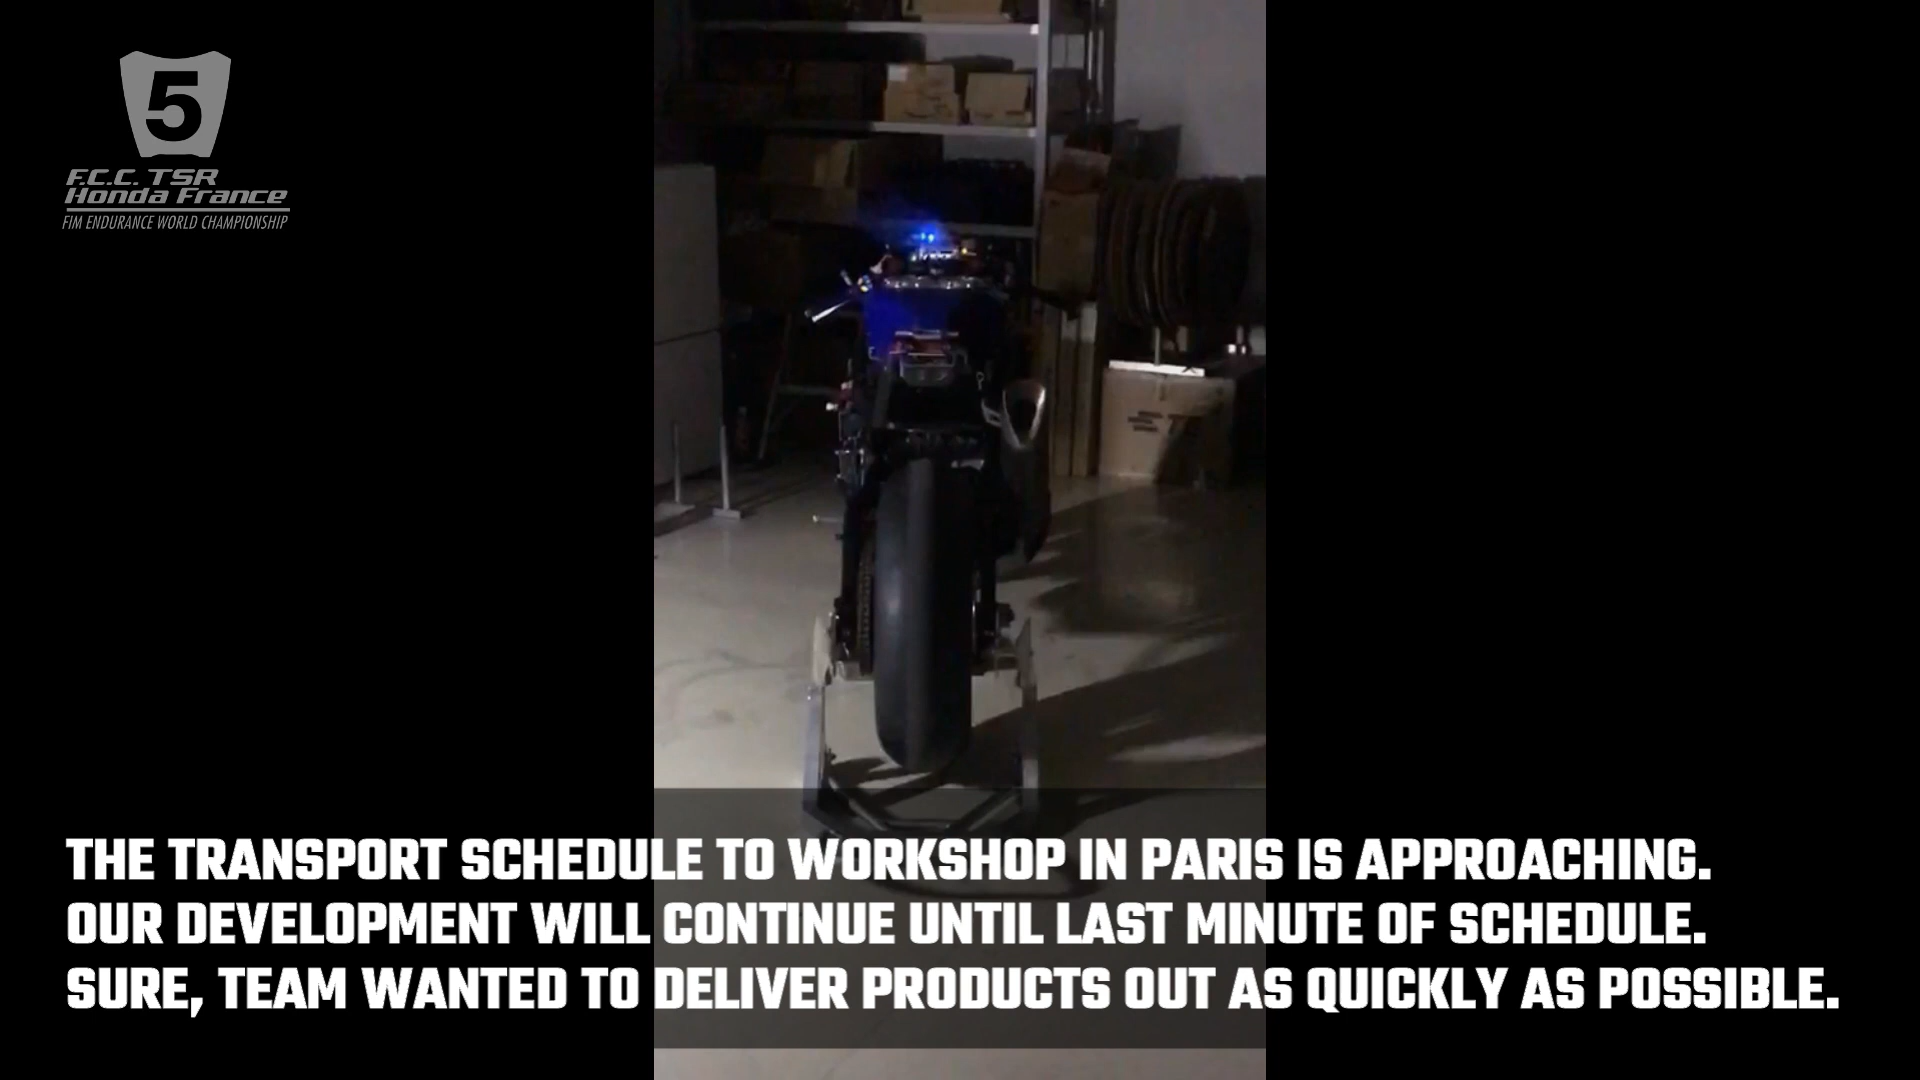 5
F.C.C. TSR
Honda France
FIM ENDURANCE WORLD CHAMPIONSHIP
THE TRANSPORT SCHEDULE TO WORKSHOP IN PARIS IS APPROACHING.
OUR DEVELOPMENT WILL CONTINUE UNTIL LAST MINUTE OF SCHEDULE.
SURE, TEAM WANTED TO DELIVER PRODUCTS OUT AS QUICKLY AS POSSIBLE.